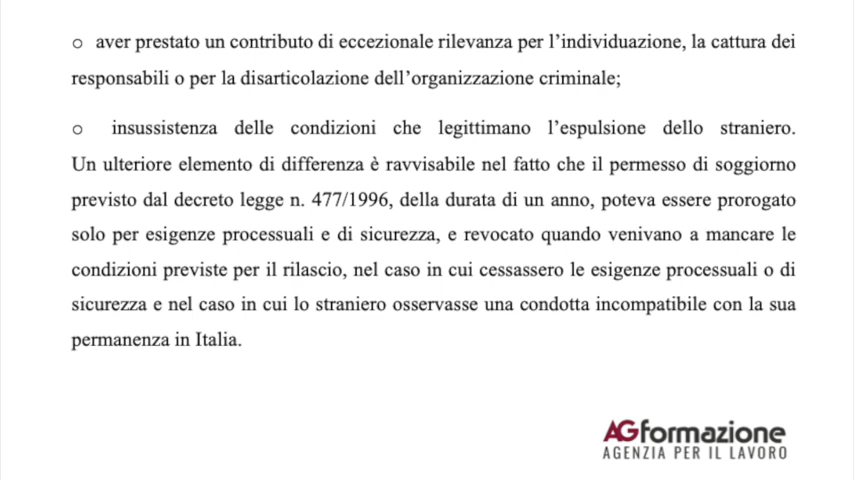 o aver prestato un contributo di eccezionale rilevanza per l’individuazione, la cattura dei
responsabili o per la disarticolazione dell’organizzazione criminale;
o insussistenza delle condizioni che legittimano l’espulsione dello straniero.
Un ulteriore elemento di differenza è ravvisabile nel fatto che il permesso di soggiorno
previsto dal decreto legge n. 477/1996, della durata di un anno, poteva essere prorogato
solo per esigenze processuali e di sicurezza, e revocato quando venivano a mancare le
condizioni previste per il rilascio, nel caso in cui cessassero le esigenze processuali o di
sicurezza e nel caso in cui lo straniero osservasse una condotta incompatibile con la sua
permanenza in Italia.
AGformazione
AGENZIA PER IL LAVORO